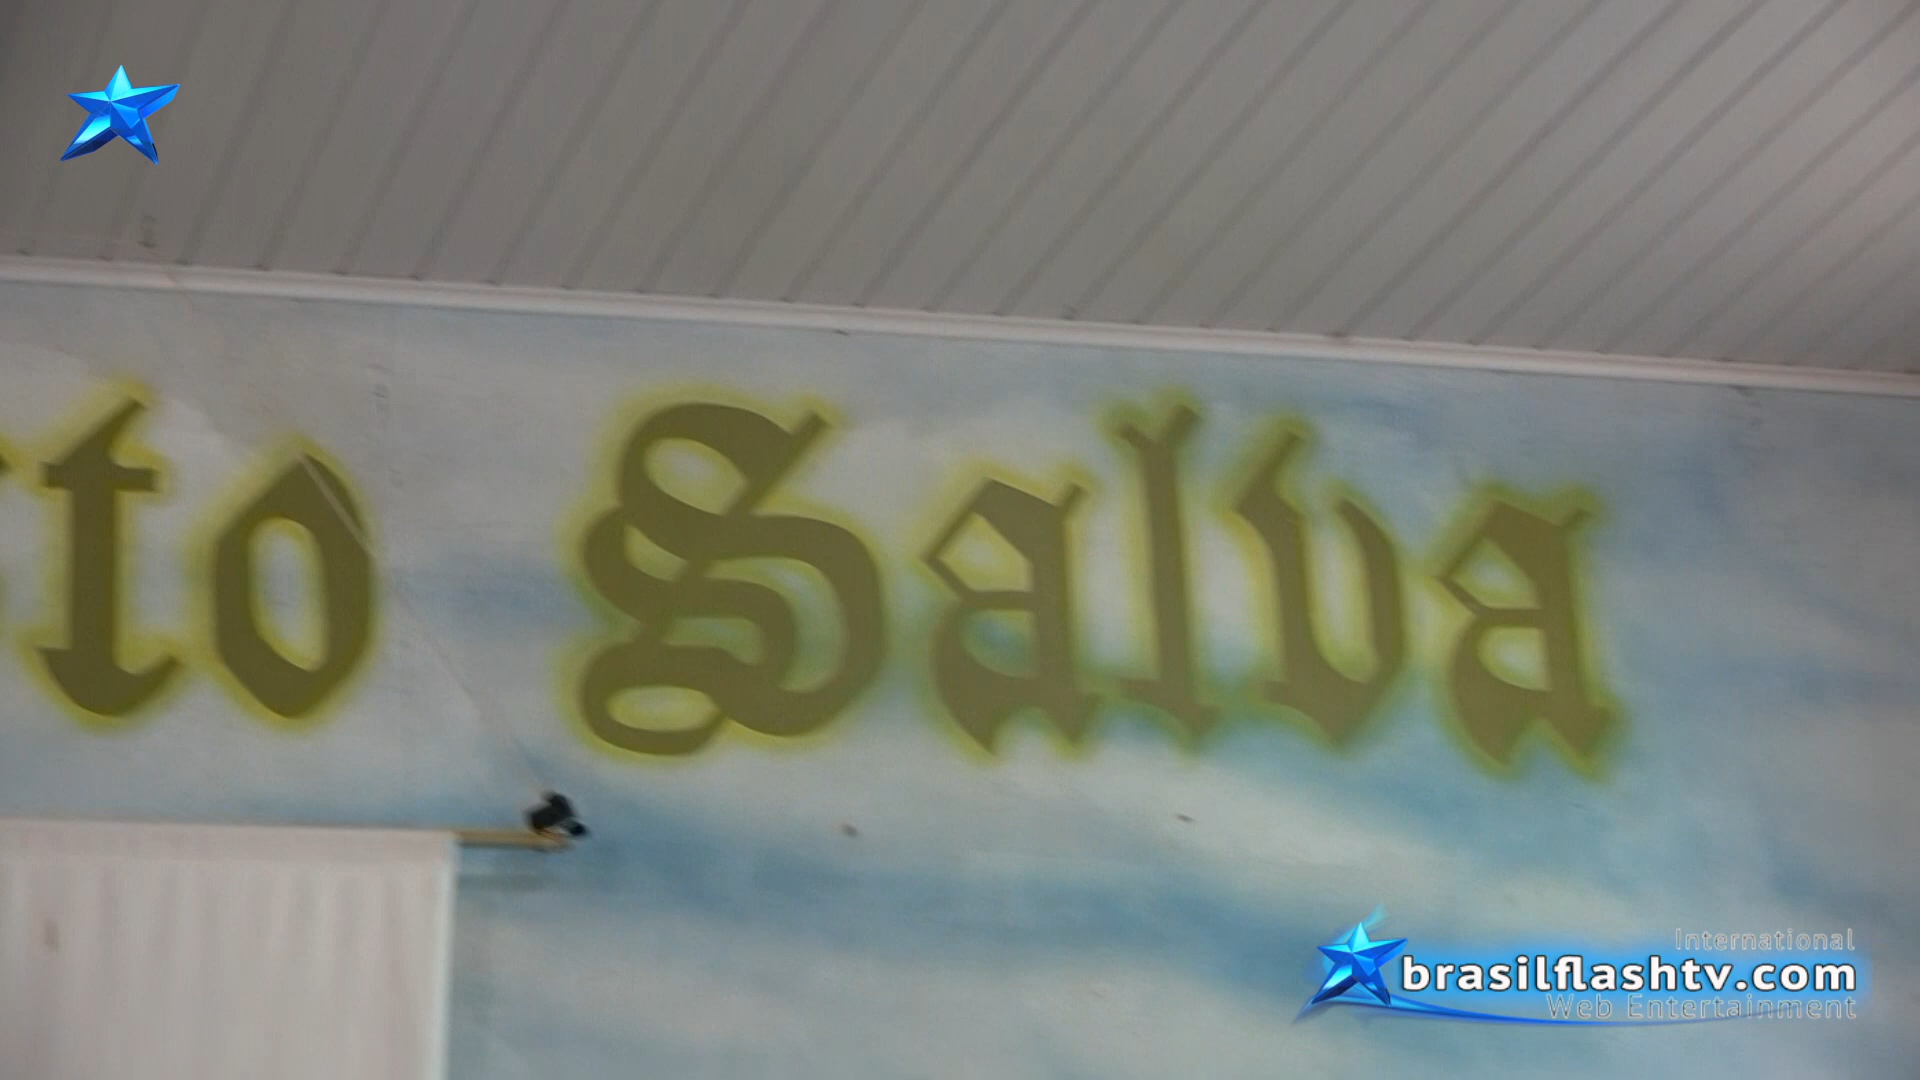 to Salva
International
brasilflashtv.com
Web Entertainment